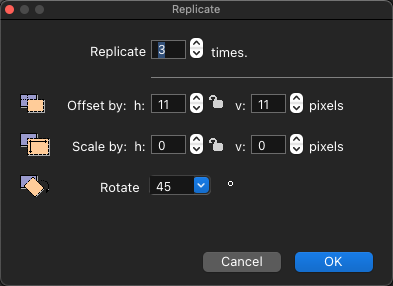 Replicate
Replicate 3 times.
Offset by: h: 11 v: 11 pixels
Scale by: h: 0 v: 0 pixels
Rotate 45 °
Cancel OK